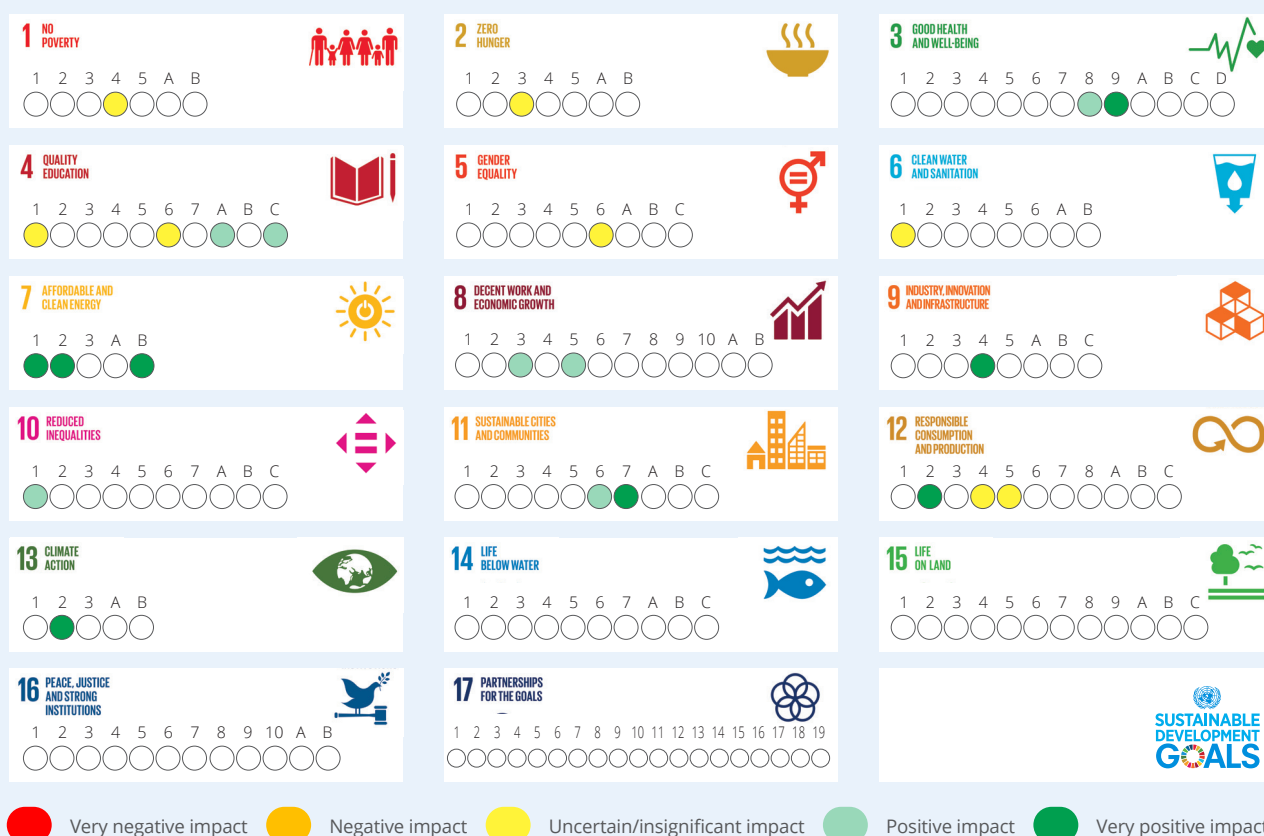 1 NO
POVERTY
1 2 3 4 5 A B
2 ZERO
HUNGER
1 2 3 4 5 A B
3 GOOD HEALTH
AND WELL-BEING
1 2 3 4 5 6 7 8 9 A B C D
4 QUALITY
EDUCATION
1 2 3 4 5 6 7 A B C
5 GENDER
EQUALITY
1 2 3 4 5 6 A B C
6 CLEAN WATER
AND SANITATION
1 2 3 4 5 6 A B
7 AFFORDABLE AND
CLEAN ENERGY
1 2 3 A B
8 DECENT WORK AND
ECONOMIC GROWTH
1 2 3 4 5 6 7 8 9 10 A B
9 INDUSTRY, INNOVATION
AND INFRASTRUCTURE
1 2 3 4 5 A B C
10 REDUCED
INEQUALITIES
1 2 3 4 5 6 7 A B C
11 SUSTAINABLE CITIES
AND COMMUNITIES
1 2 3 4 5 6 7 A B C
12 RESPONSIBLE
CONSUMPTION
AND PRODUCTION
1 2 3 4 5 6 7 8 A B C
13 CLIMATE
ACTION
1 2 3 A B
14 LIFE
BELOW WATER
1 2 3 4 5 6 7 A B C
15 LIFE
ON LAND
1 2 3 4 5 6 7 8 9 A B C
16 PEACE, JUSTICE
AND STRONG
INSTITUTIONS
1 2 3 4 5 6 7 8 9 10 A B
17 PARTNERSHIPS
FOR THE GOALS
1 2 3 4 5 6 7 8 9 10 11 12 13 14 15 16 17 18 19
SUSTAINABLE
DEVELOPMENT
GOALS
Very negative impact Negative impact Uncertain/insignificant impact Positive impact Very positive impact